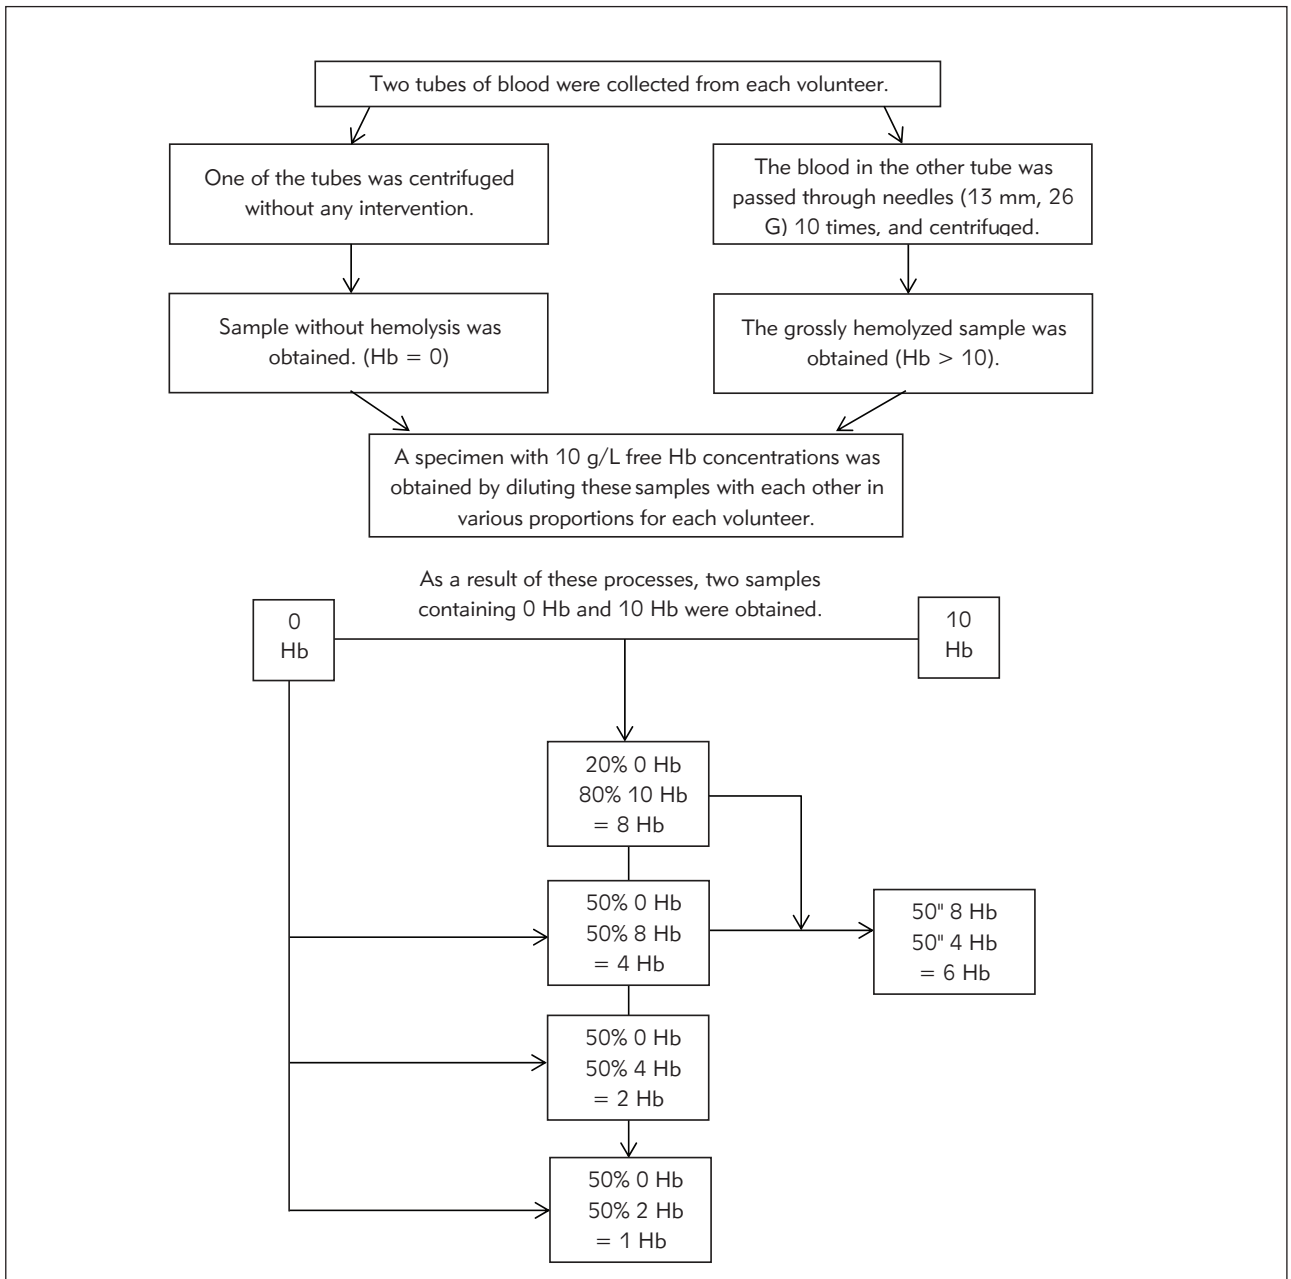 Two tubes of blood were collected from each volunteer.
One of the tubes was centrifuged
without any intervention.
The blood in the other tube was
passed through needles (13 mm, 26
G) 10 times, and centrifuged.
Sample without hemolysis was
obtained. (Hb = 0)
The grossly hemolyzed sample was
obtained (Hb > 10).
A specimen with 10 g/L free Hb concentrations was
obtained by diluting these samples with each other in
various proportions for each volunteer.
As a result of these processes, two samples
containing 0 Hb and 10 Hb were obtained.
0
Hb
10
Hb
20% 0 Hb
80% 10 Hb
= 8 Hb
50% 0 Hb
50% 8 Hb
= 4 Hb
50" 8 Hb
50" 4 Hb
= 6 Hb
50% 0 Hb
50% 4 Hb
= 2 Hb
50% 0 Hb
50% 2 Hb
= 1 Hb